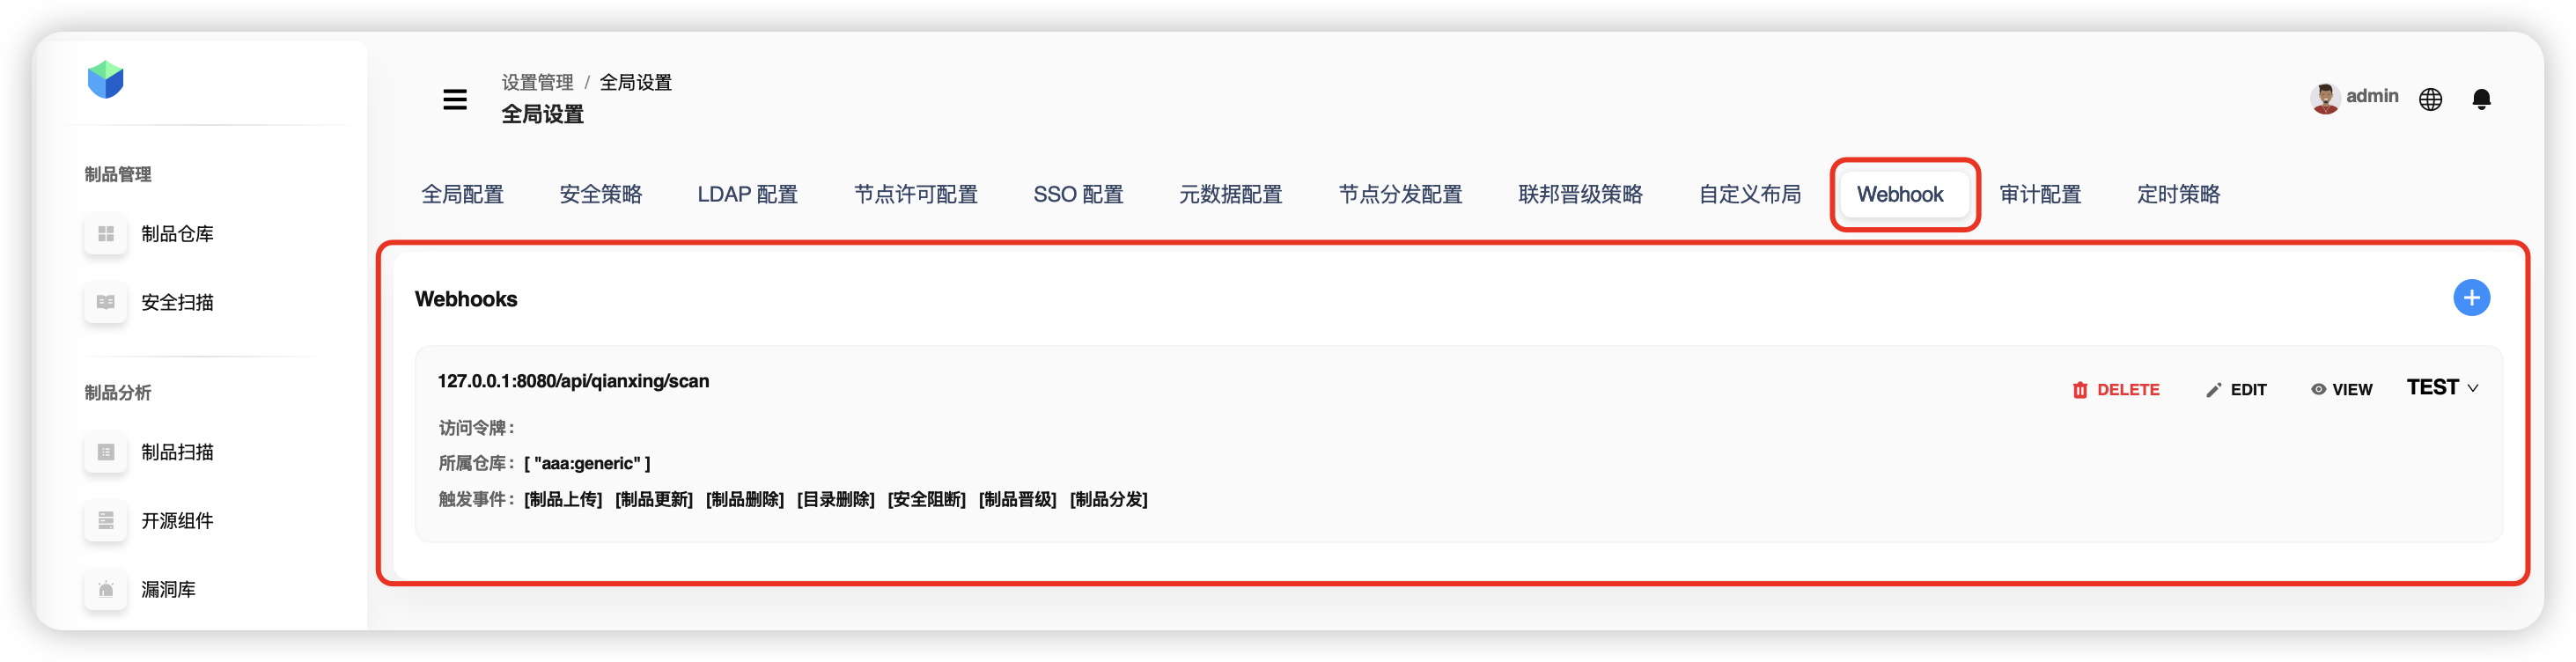 设置管理 / 全局设置
全局设置
admin
制品管理
制品仓库
安全扫描
制品分析
制品扫描
开源组件
漏洞库
全局配置 安全策略 LDAP 配置 节点许可配置 SSO 配置 元数据配置 节点分发配置 联邦晋级策略 自定义布局 Webhook 审计配置 定时策略
Webhooks
127.0.0.1:8080/api/qianxing/scan
DELETE EDIT VIEW TEST
访问令牌：
所属仓库：[ "aaa:generic" ]
触发事件：[制品上传] [制品更新] [制品删除] [目录删除] [安全阻断] [制品晋级] [制品分发]